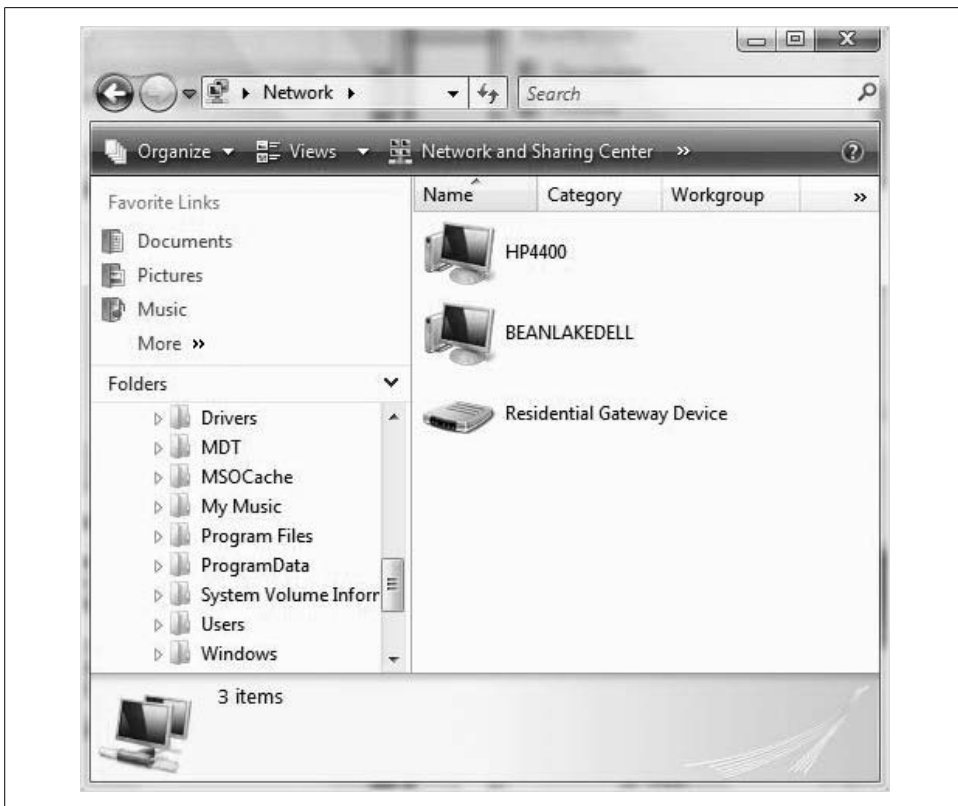 Network
Search
Organize Views Network and Sharing Center »
Favorite Links
Documents
Pictures
Music
More »
Folders
Drivers
MDT
MSOCache
My Music
Program Files
ProgramData
System Volume Inforr
Users
Windows
Name Category Workgroup »
HP4400
BEANLAKEDELL
Residential Gateway Device
3 items